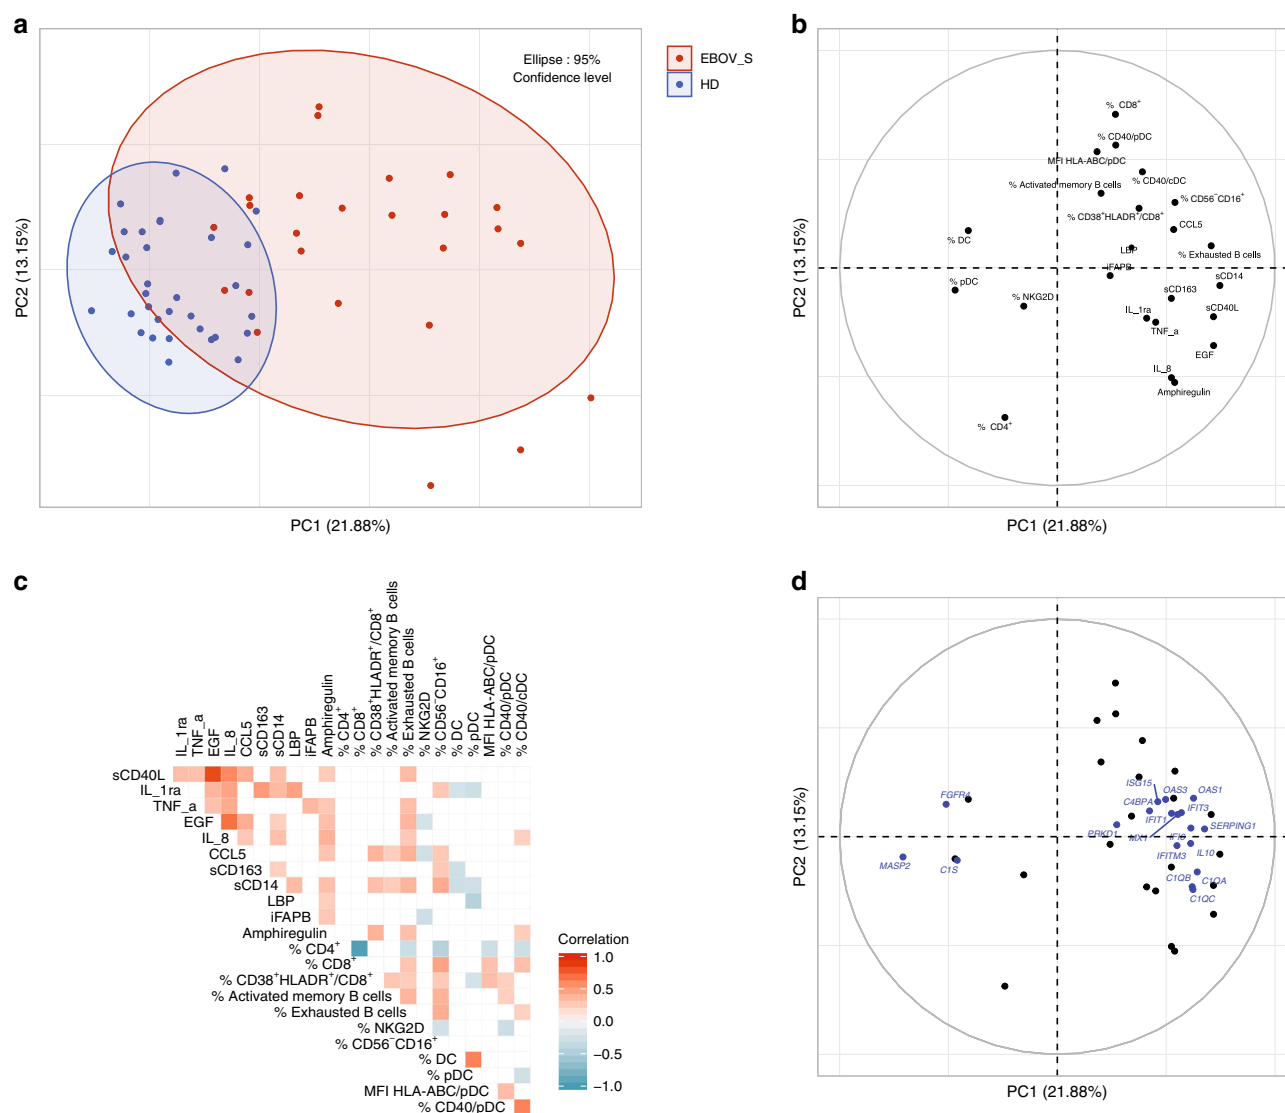 a
Ellipse : 95%
Confidence level
EBOV_S
HD
PC2 (13.15%)
PC1 (21.88%)
b
% CD8⁺
% CD40/pDC
MFI HLA-ABC/pDC
% CD40/cDC
% Activated memory B cells
% CD56⁻CD16⁺
% CD38⁺HLADR⁺/CD8⁺
CCL5
% DC
LBP
% Exhausted B cells
iFAPB
sCD14
% pDC
sCD163
% NKG2D
IL_1ra
sCD40L
TNF_a
EGF
IL_8
Amphiregulin
% CD4⁺
PC2 (13.15%)
PC1 (21.88%)
c
IL_1ra
TNF_a
EGF
IL_8
CCL5
sCD163
sCD14
LBP
iFAPB
Amphiregulin
% CD4⁺
% CD8⁺
% CD38⁺HLADR⁺/CD8⁺
% Activated memory B cells
% Exhausted B cells
% NKG2D
% CD56⁻CD16⁺
% DC
% pDC
MFI HLA-ABC/pDC
% CD40/pDC
% CD40/cDC
sCD40L
IL_1ra
TNF_a
EGF
IL_8
CCL5
sCD163
sCD14
LBP
iFAPB
Amphiregulin
% CD4⁺
% CD8⁺
% CD38⁺HLADR⁺/CD8⁺
% Activated memory B cells
% Exhausted B cells
% NKG2D
% CD56⁻CD16⁺
% DC
% pDC
MFI HLA-ABC/pDC
% CD40/pDC
Correlation
1.0
0.5
0.0
−0.5
−1.0
d
ISG15
OAS3
OAS1
FGFR4
C4BPA
IFIT3
IFIT1
PRKD1
MX1
IFI6
SERPING1
IFITM3
IL10
MASP2
C1S
C1QB
C1QA
C1QC
PC2 (13.15%)
PC1 (21.88%)